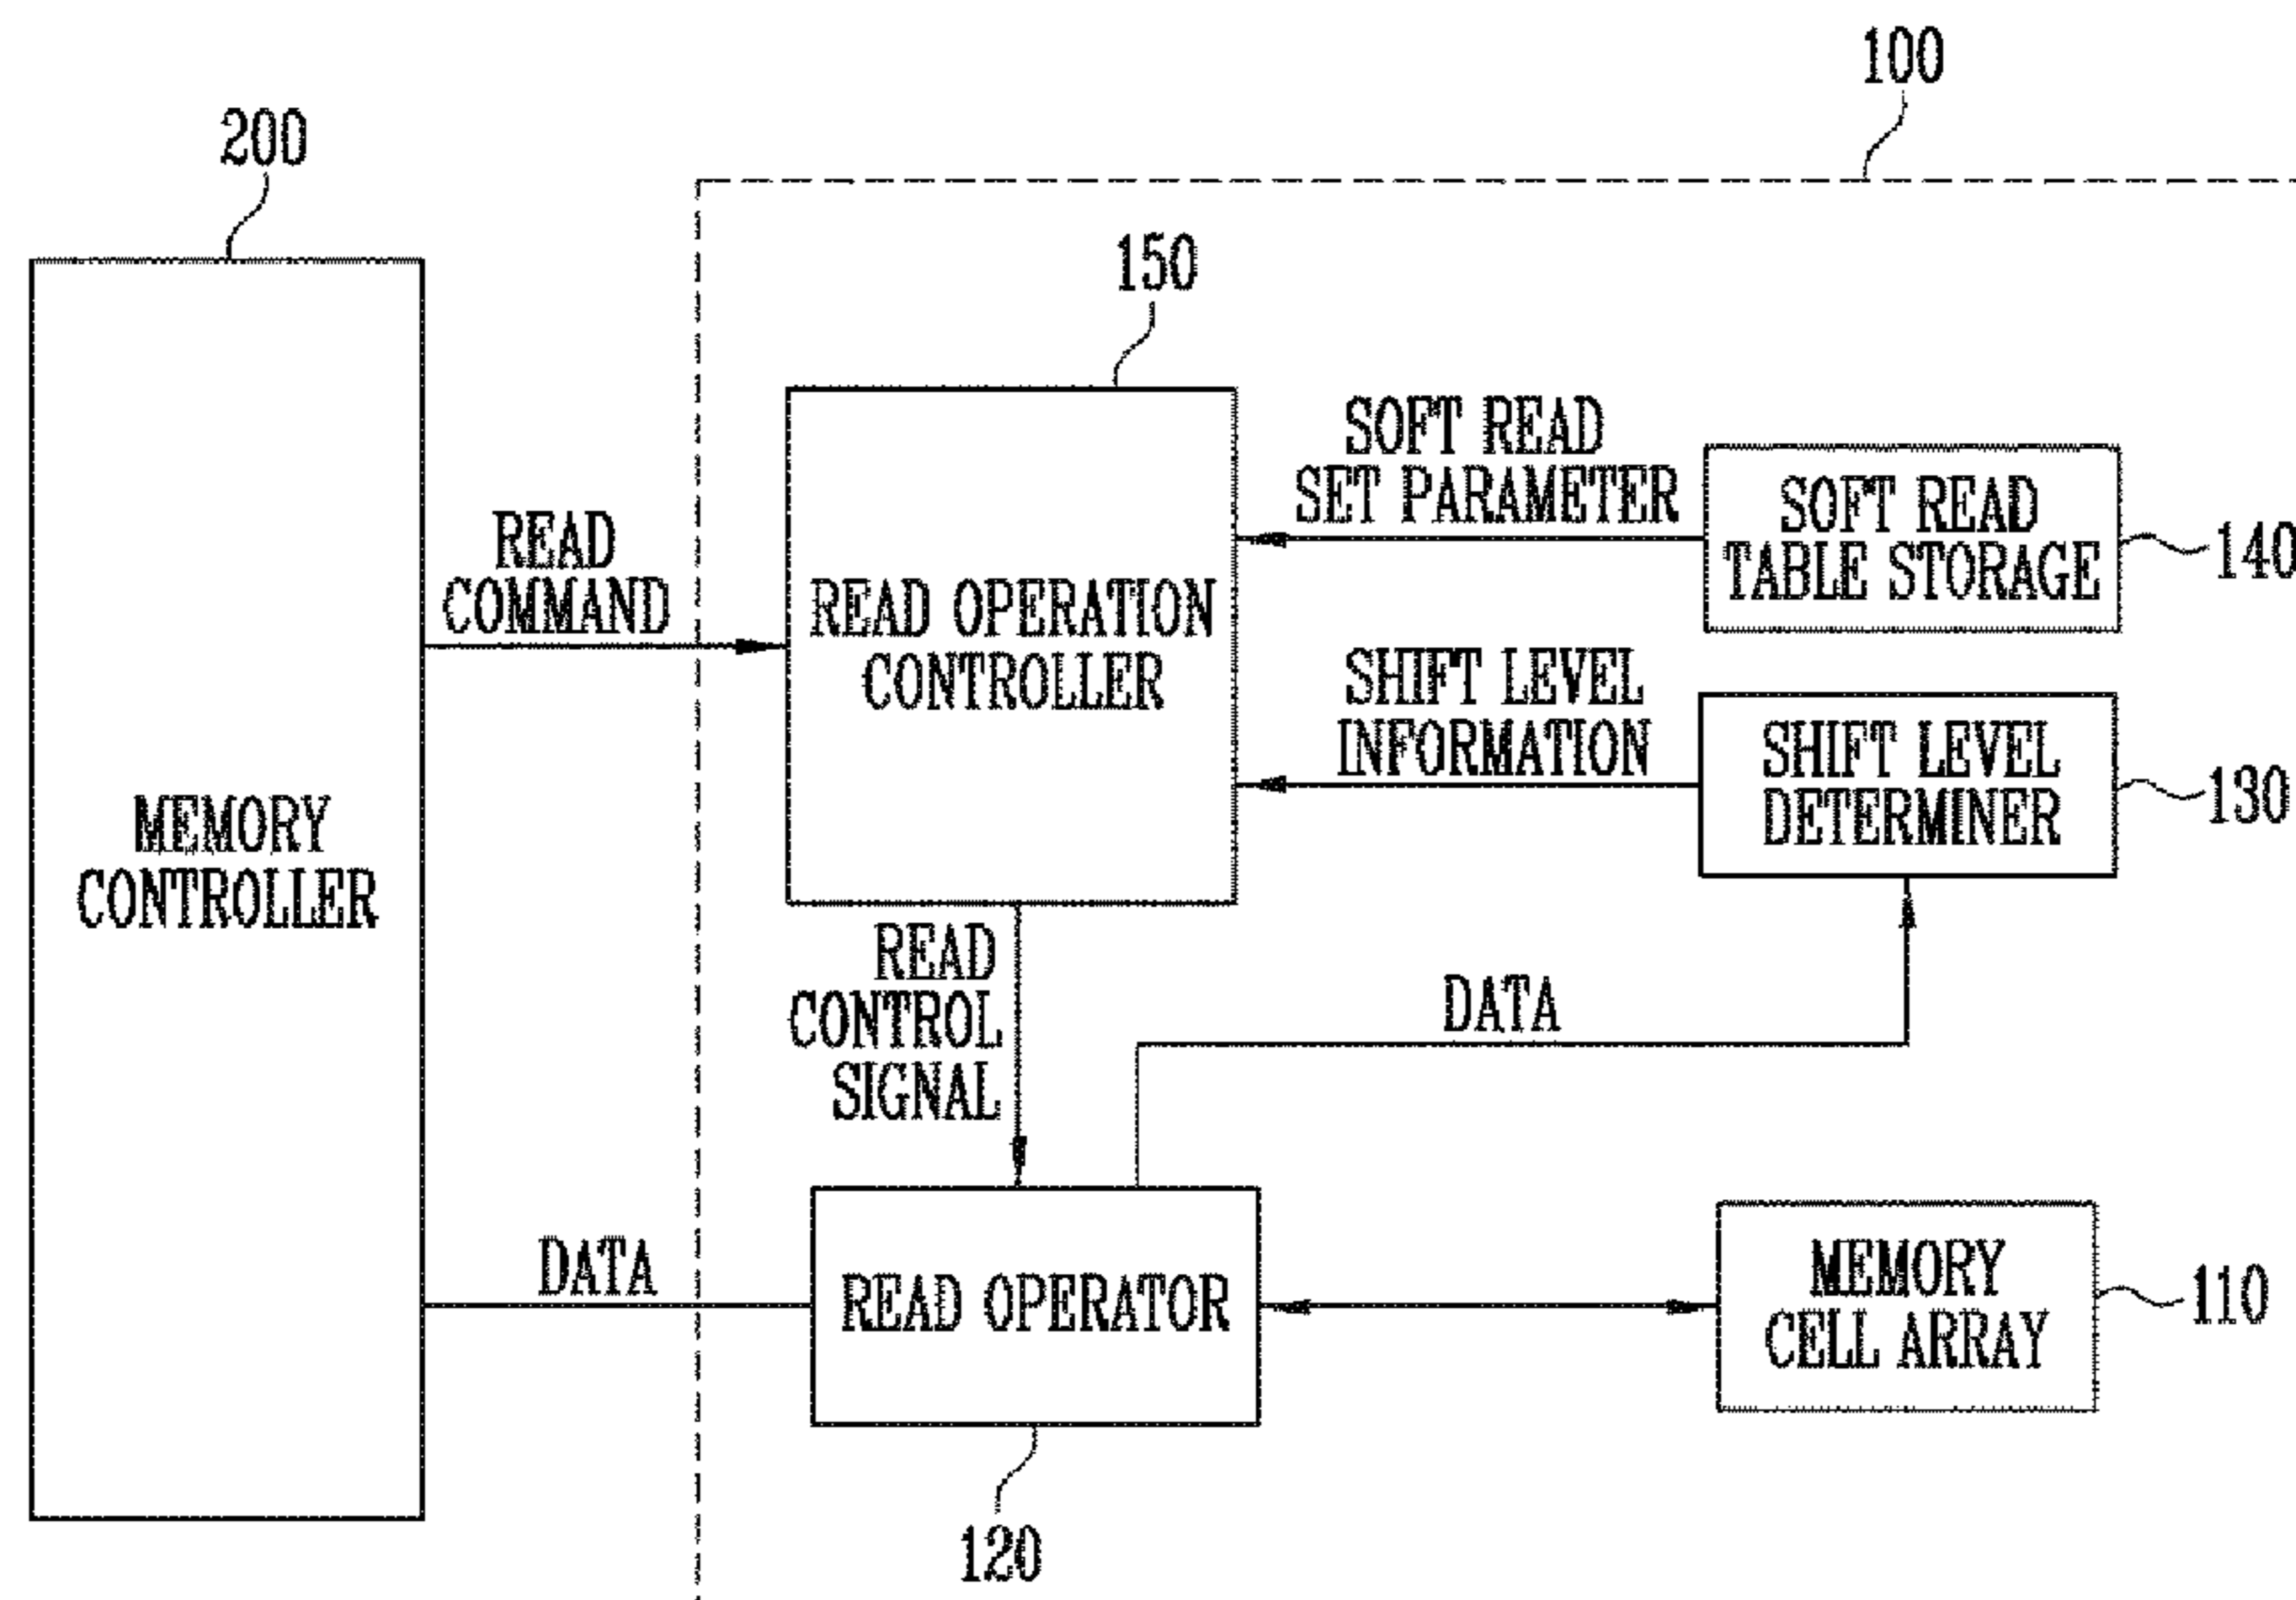 100
200
150
SOFT READ
SET PARAMETER
SOFT READ
TABLE STORAGE
140
READ
COMMAND
READ OPERATION
CONTROLLER
SHIFT LEVEL
INFORMATION
SHIFT LEVEL
DETERMINER
130
MEMORY
CONTROLLER
READ
CONTROL
SIGNAL
DATA
DATA
READ OPERATOR
MEMORY
CELL ARRAY
110
120